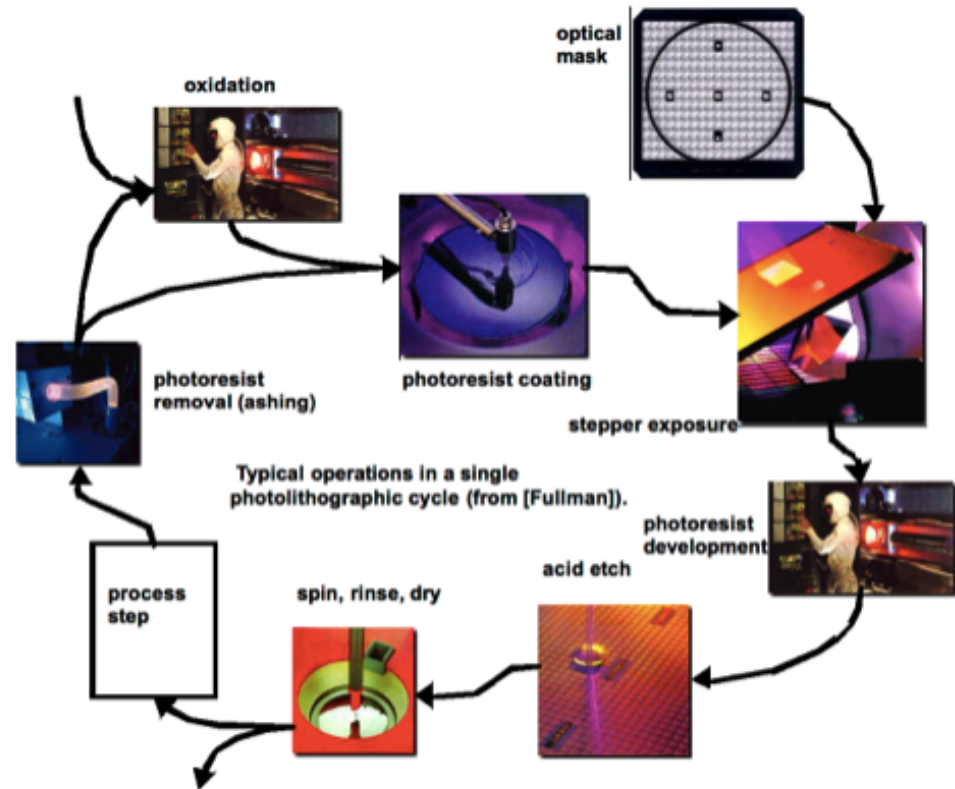 optical
mask
oxidation
photoresist coating
photoresist
removal (ashing)
stepper exposure
Typical operations in a single
photolithographic cycle (from [Fullman]).
photoresist
development
acid etch
spin, rinse, dry
process
step